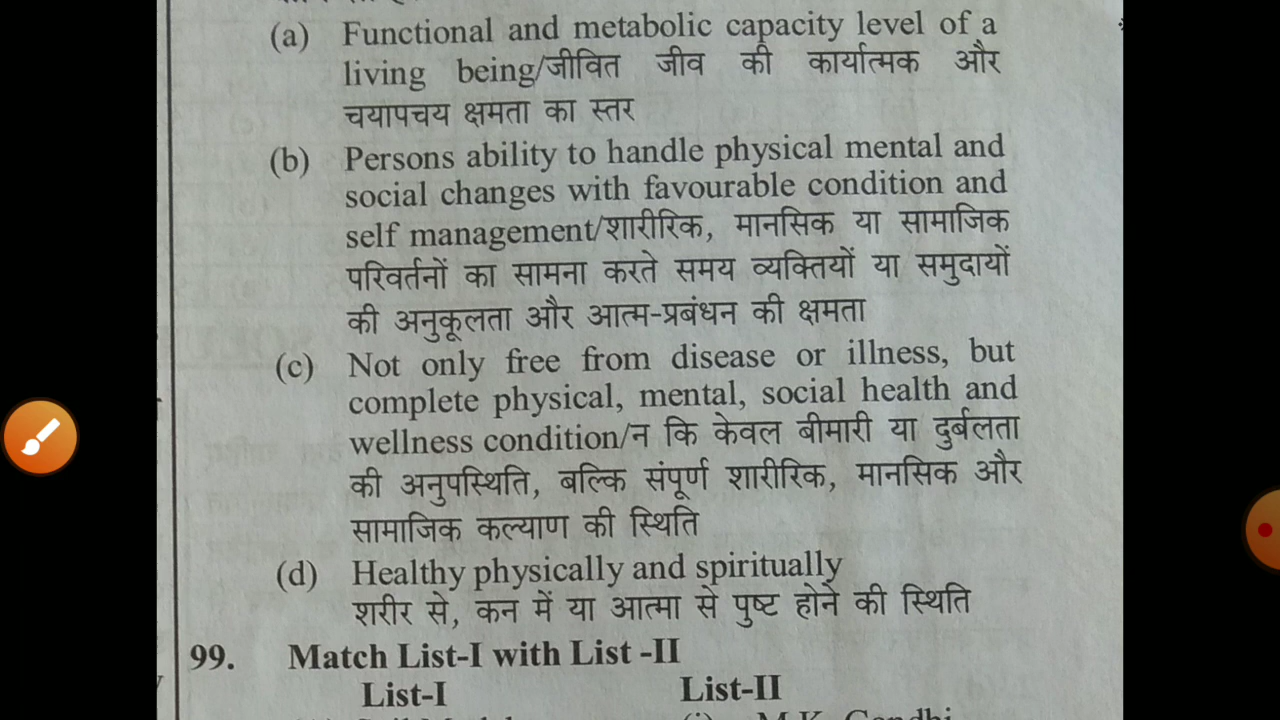 (a) Functional and metabolic capacity level of a
living being/जीवित जीव की कार्यात्मक और
चयापचय क्षमता का स्तर
(b) Persons ability to handle physical mental and
social changes with favourable condition and
self management/शारीरिक, मानसिक या सामाजिक
परिवर्तनों का सामना करते समय व्यक्तियों या समुदायों
की अनुकूलता और आत्म-प्रबंधन की क्षमता
(c) Not only free from disease or illness, but
complete physical, mental, social health and
wellness condition/न कि केवल बीमारी या दुर्बलता
की अनुपस्थिति, बल्कि संपूर्ण शारीरिक, मानसिक और
सामाजिक कल्याण की स्थिति
(d) Healthy physically and spiritually
शरीर से, कन में या आत्मा से पुष्ट होने की स्थिति
99. Match List-I with List -II
List-I List-II
(i) M.K. Gandhi